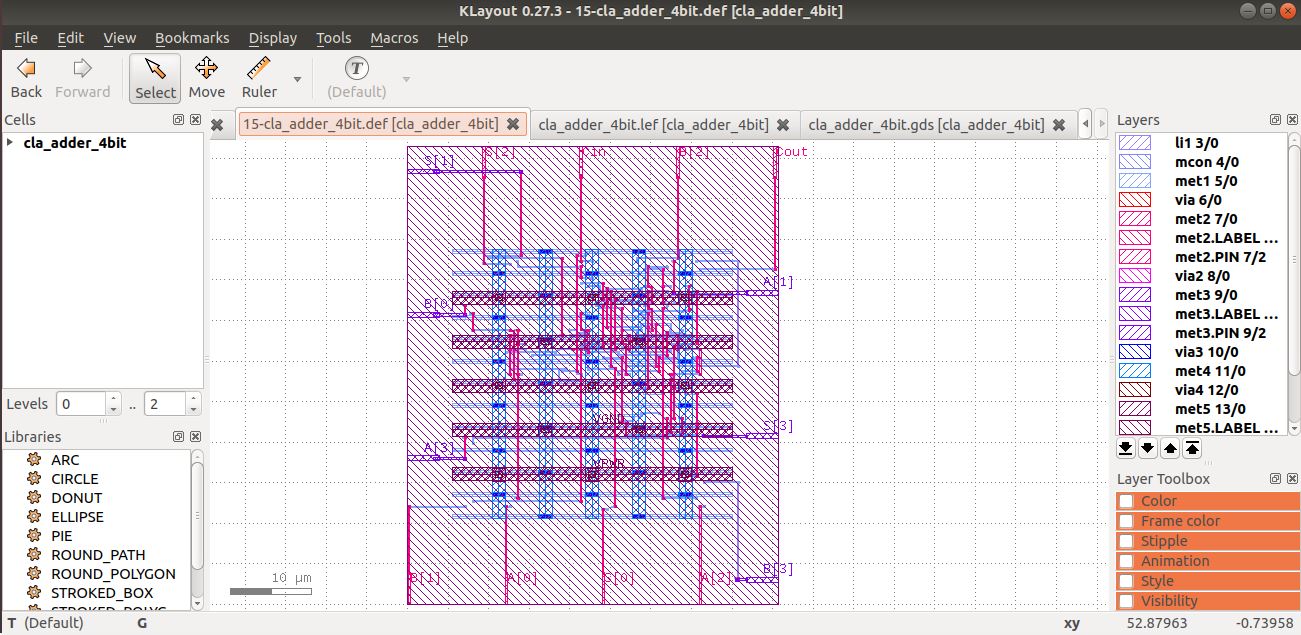 KLayout 0.27.3 - 15-cla_adder_4bit.def [cla_adder_4bit]
File Edit View Bookmarks Display Tools Macros Help
Back Forward Select Move Ruler T (Default)
Cells
cla_adder_4bit
Levels 0 .. 2
Libraries
ARC
CIRCLE
DONUT
ELLIPSE
PIE
ROUND_PATH
ROUND_POLYGON
STROKED_BOX
15-cla_adder_4bit.def [cla_adder_4bit] cla_adder_4bit.lef [cla_adder_4bit] cla_adder_4bit.gds [cla_adder_4bit]
S[1] S[2] Cin B[2] Cout
A[1]
B[0]
VGND
S[3]
A[3]
VPWR
B[3]
B[1] A[0] S[0] A[2]
10 µm
Layers
li1 3/0
mcon 4/0
met1 5/0
via 6/0
met2 7/0
met2.LABEL ...
met2.PIN 7/2
via2 8/0
met3 9/0
met3.LABEL ...
met3.PIN 9/2
via3 10/0
met4 11/0
via4 12/0
met5 13/0
met5.LABEL ...
Layer Toolbox
Color
Frame color
Stipple
Animation
Style
Visibility
T (Default) G xy 52.87963 -0.73958